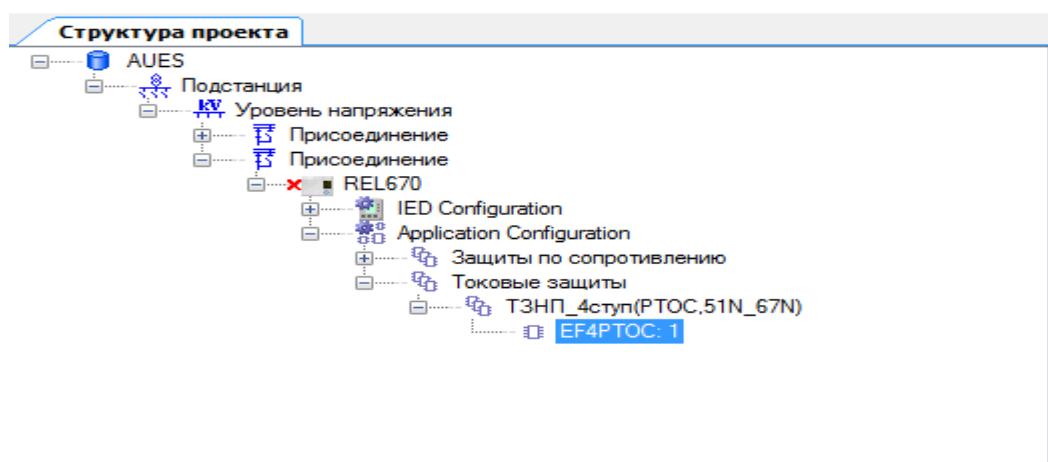 Структура проекта
AUES
Подстанция
Уровень напряжения
Присоединение
Присоединение
REL670
IED Configuration
Application Configuration
Защиты по сопротивлению
Токовые защиты
ТЗНП_4ступ(PTOC,51N_67N)
EF4PTOC: 1